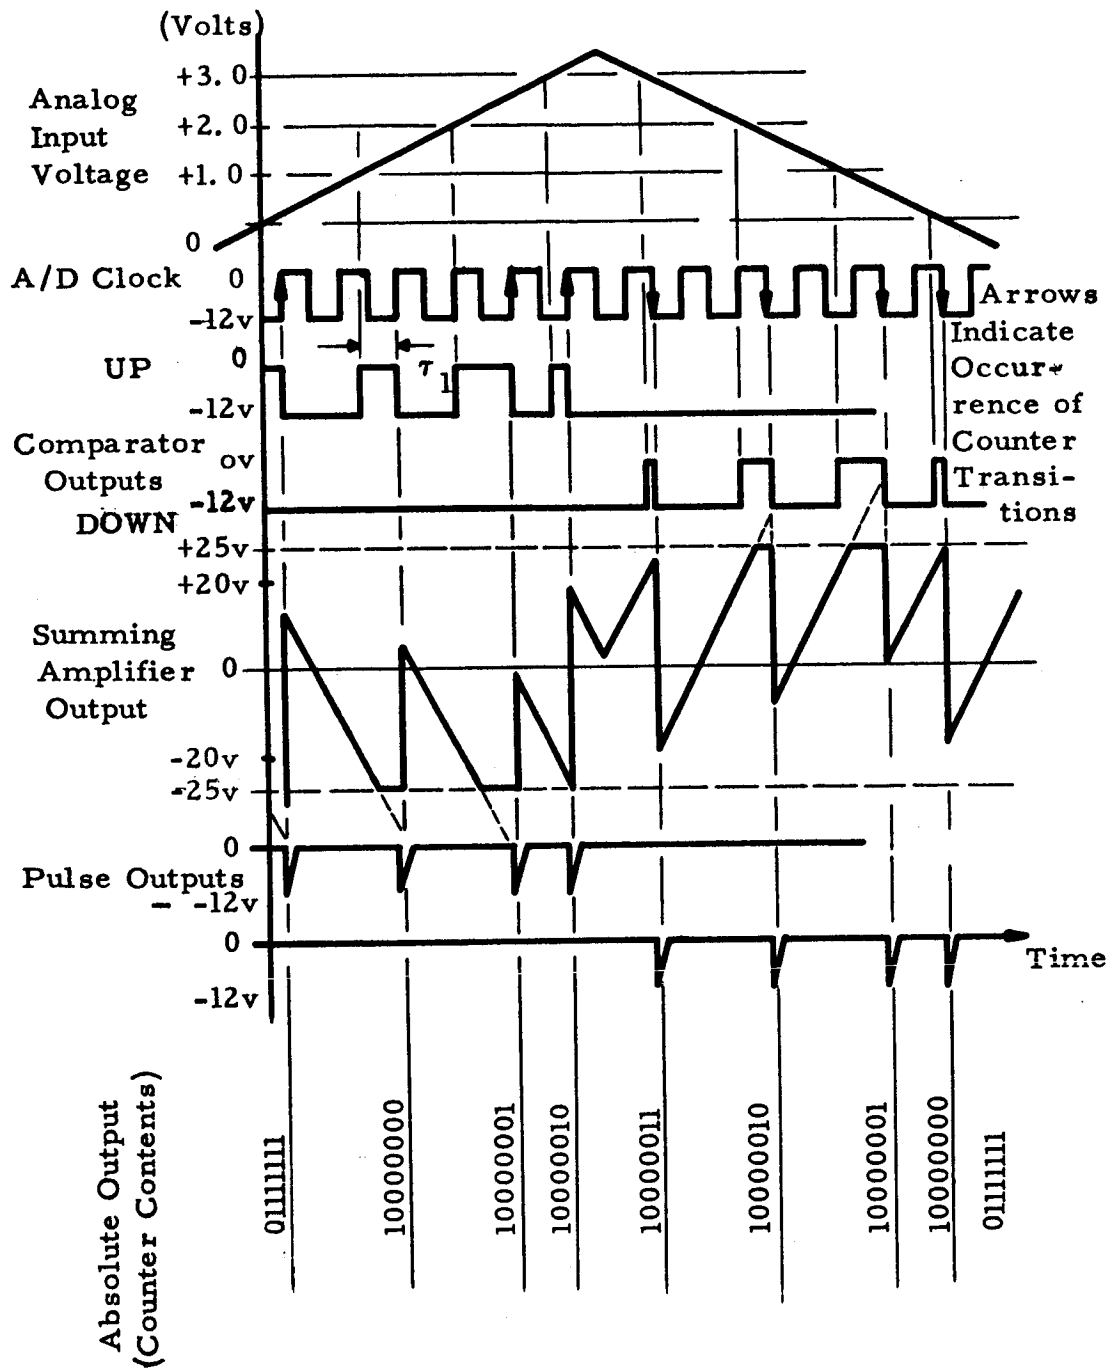 (Volts)
+3.0
Analog
Input
Voltage
+2.0
+1.0
0
A/D Clock
0
-12v
Arrows
Indicate
Occur-
rence of
Counter
Transi-
tions
UP
0
-12v
τ1
Comparator
Outputs
DOWN
ov
-12v
+25v
+20v
Summing
Amplifier
Output
0
-20v
-25v
0
Pulse Outputs
- -12v
0
Time
-12v
Absolute Output
(Counter Contents)
01111111
10000000
10000001
10000010
10000011
10000010
10000001
10000000
01111111